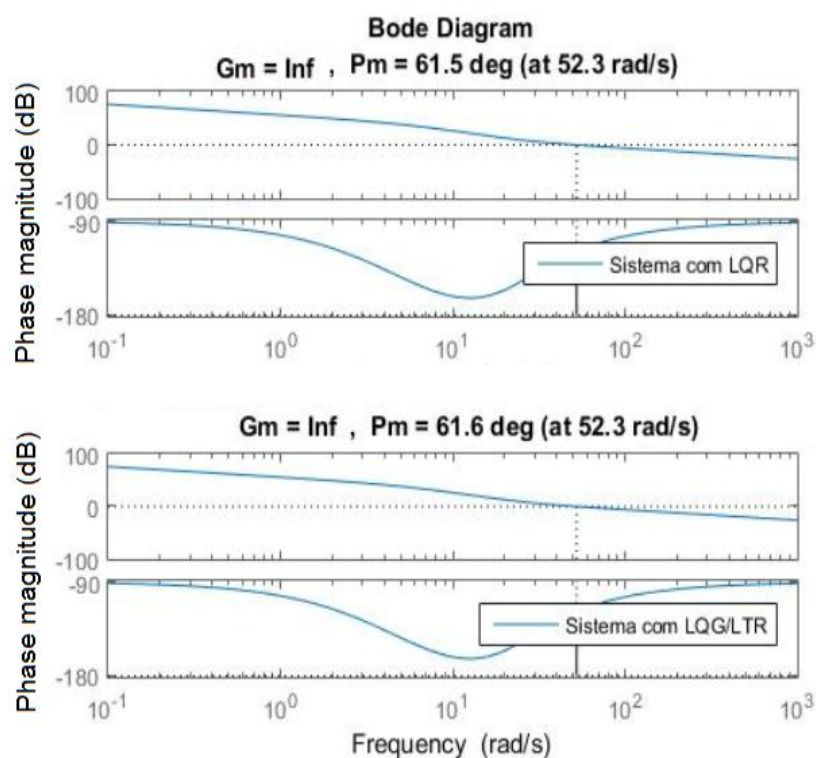 Bode Diagram
Gm = Inf , Pm = 61.5 deg (at 52.3 rad/s)
Phase magnitude (dB)
100
0
-100
-90
-180
Sistema com LQR
10^-1
10^0
10^1
10^2
10^3
Gm = Inf , Pm = 61.6 deg (at 52.3 rad/s)
Phase magnitude (dB)
100
0
-100
-90
-180
Sistema com LQG/LTR
10^-1
10^0
10^1
10^2
10^3
Frequency (rad/s)